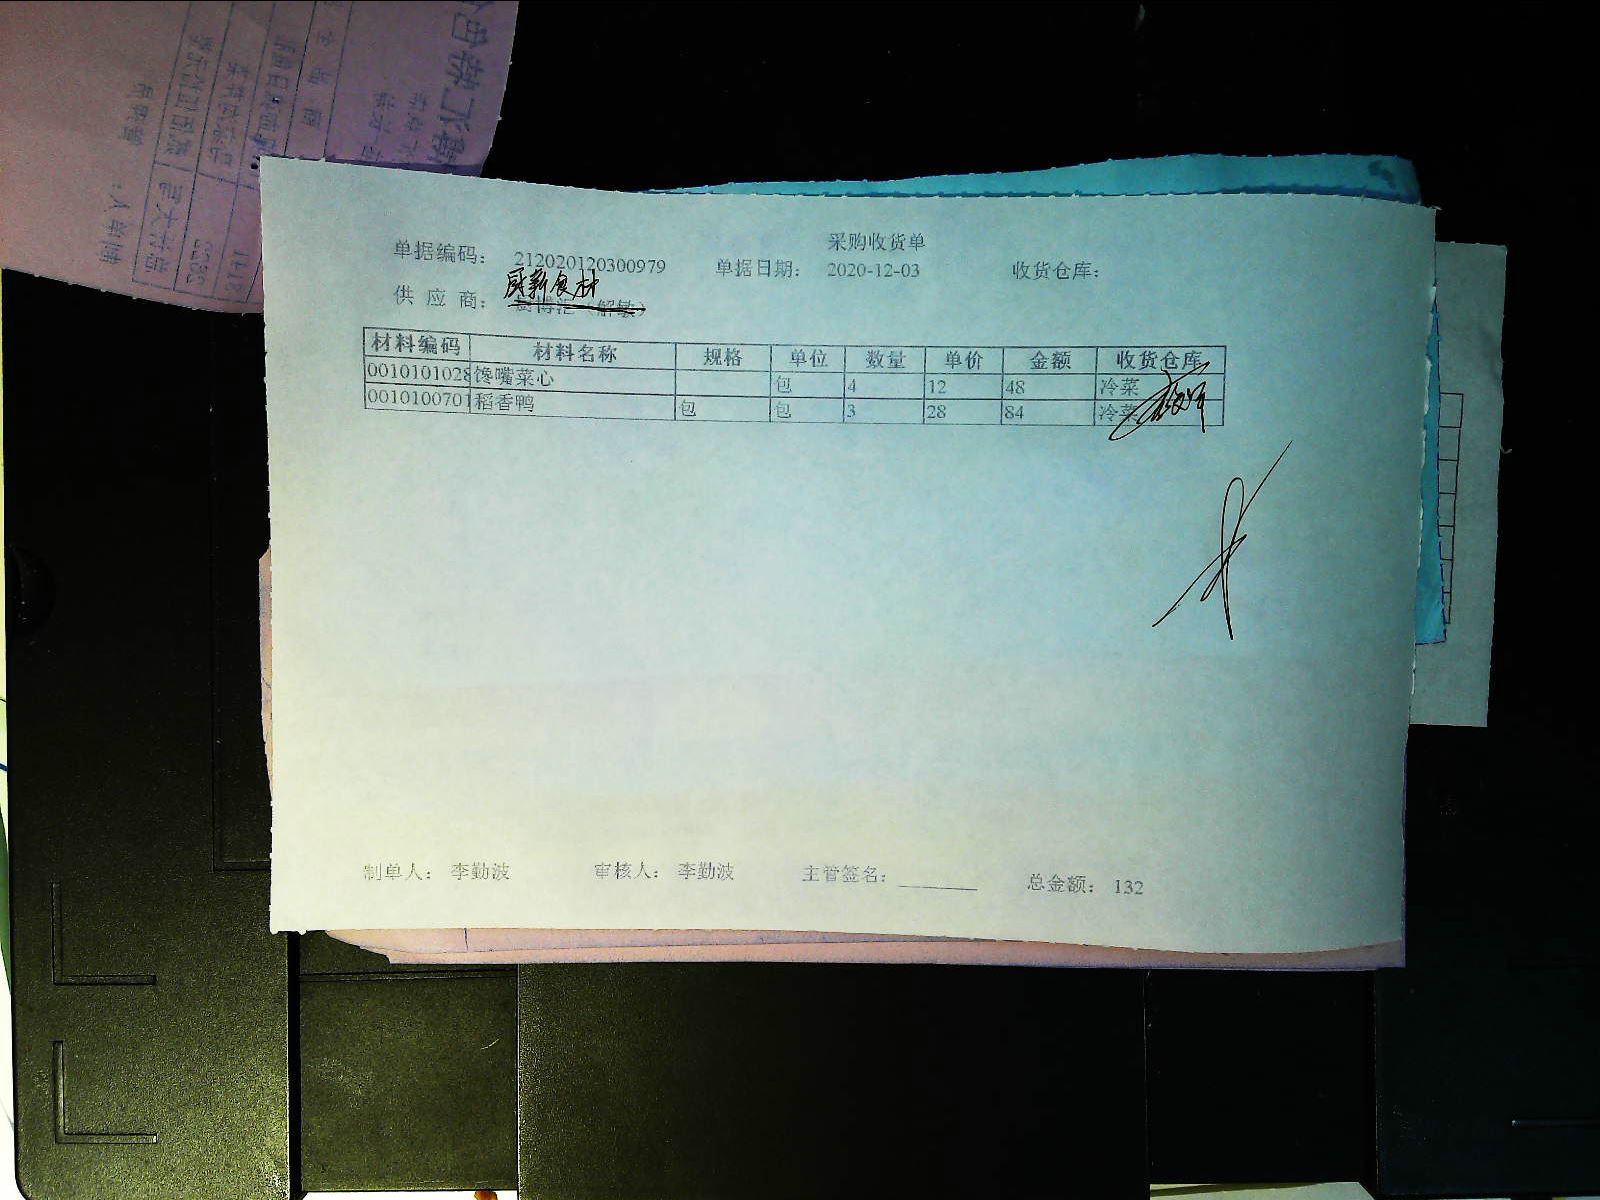 采购收货单
单据编码： 212020120300979 单据日期： 2020-12-03 收货仓库：
供 应 商： 厨新食材 （解敏）
材料编码 材料名称 规格 单位 数量 单价 金额 收货仓库
0010101028 馋嘴菜心 包 4 12 48 冷菜
0010100701 稻香鸭 包 包 3 28 84 冷菜
制单人： 李勤波 审核人： 李勤波 主管签名： 总金额： 132